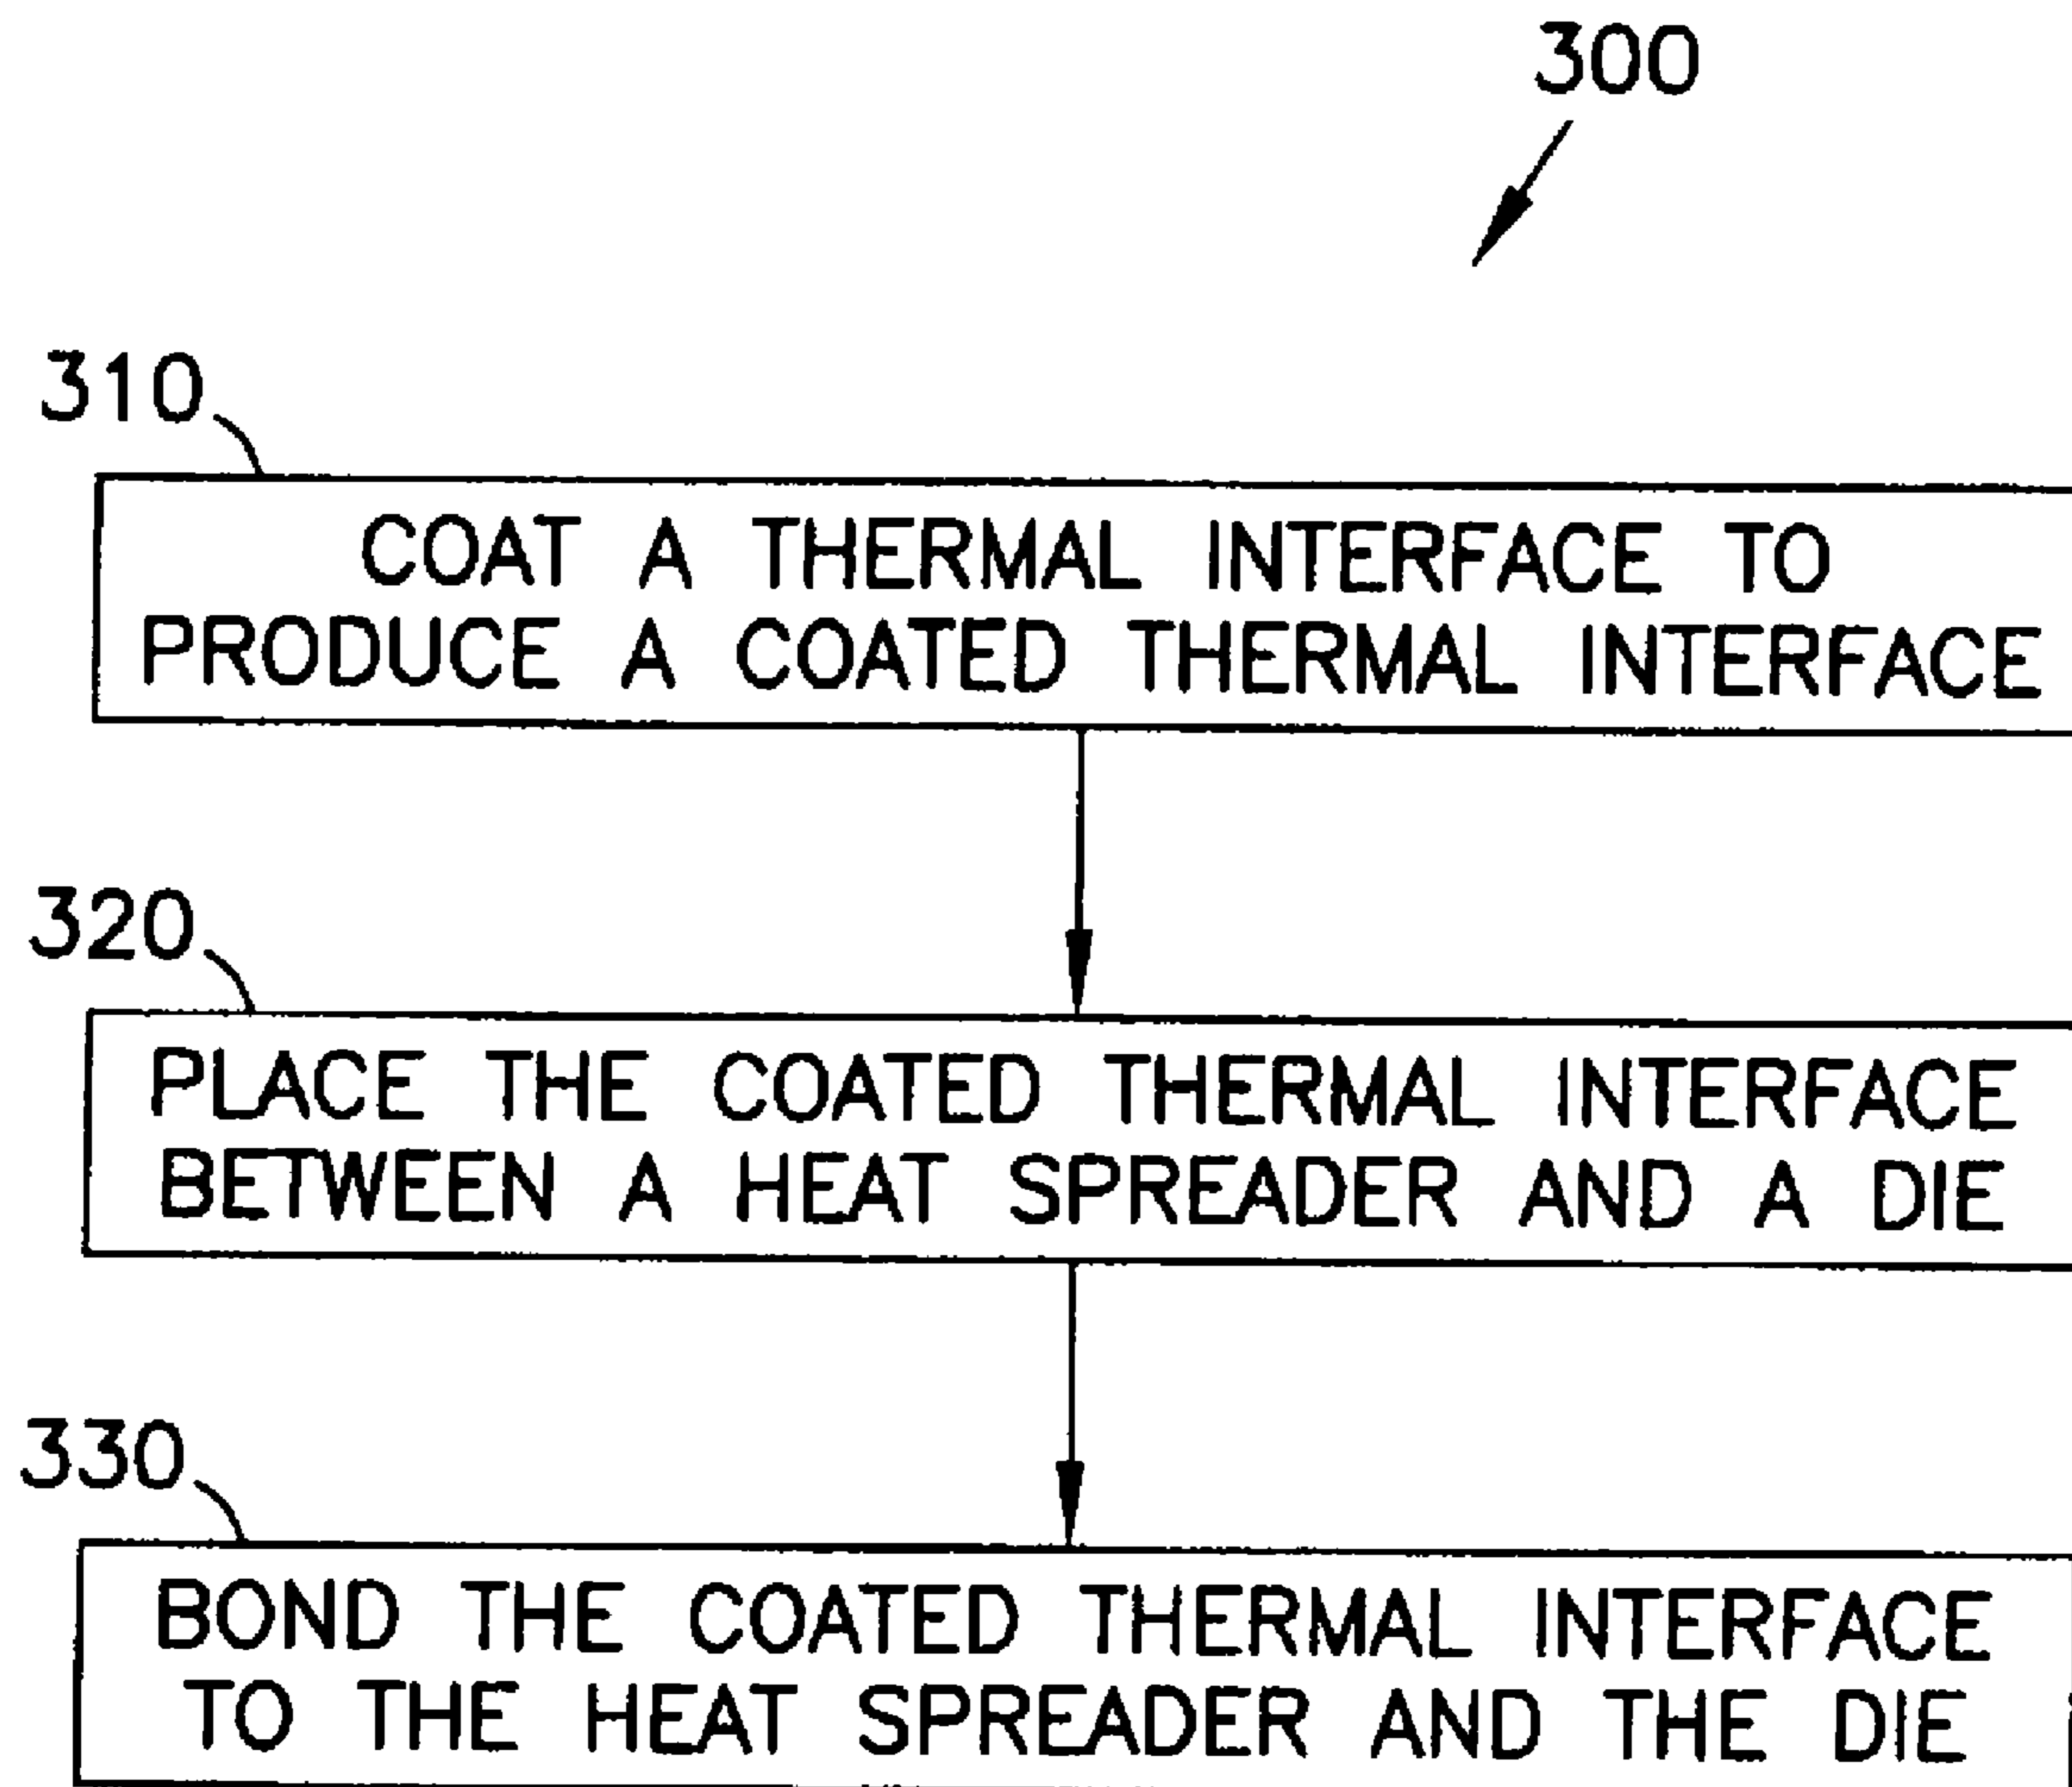 300
310
COAT A THERMAL INTERFACE TO
PRODUCE A COATED THERMAL INTERFACE
320
PLACE THE COATED THERMAL INTERFACE
BETWEEN A HEAT SPREADER AND A DIE
330
BOND THE COATED THERMAL INTERFACE
TO THE HEAT SPREADER AND THE DIE